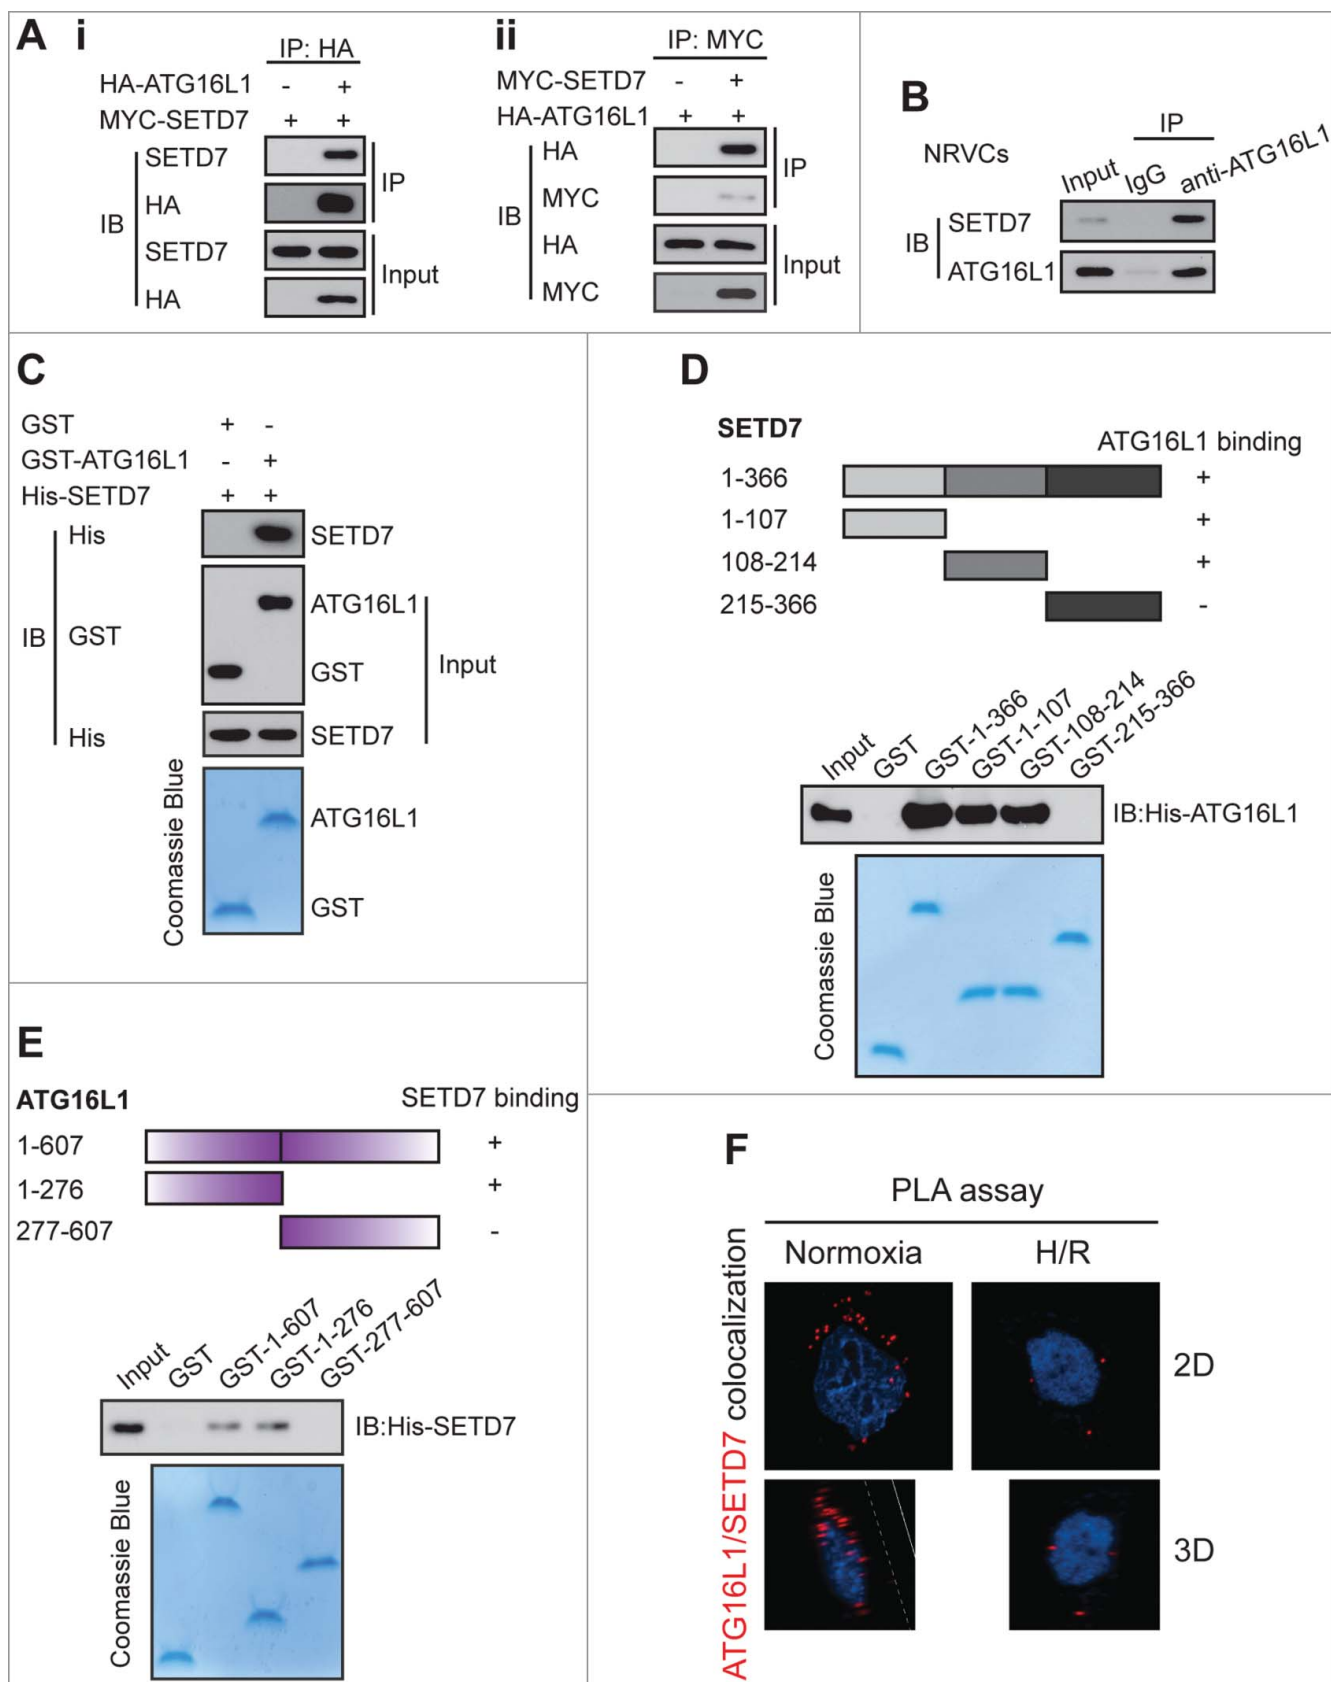 A i
IP: HA
HA-ATG16L1 - +
MYC-SETD7 + +
IB
SETD7
HA
IP
SETD7
HA
Input
ii
IP: MYC
MYC-SETD7 - +
HA-ATG16L1 + +
IB
HA
MYC
IP
HA
MYC
Input
B
NRVCs
IP
Input IgG anti-ATG16L1
IB
SETD7
ATG16L1
C
GST + -
GST-ATG16L1 - +
His-SETD7 + +
IB
His SETD7
GST
ATG16L1
GST
Input
His SETD7
Coomassie Blue
ATG16L1
GST
D
SETD7 ATG16L1 binding
1-366 +
1-107 +
108-214 +
215-366 -
Input GST GST-1-366 GST-1-107 GST-108-214 GST-215-366
IB:His-ATG16L1
Coomassie Blue
E
ATG16L1 SETD7 binding
1-607 +
1-276 +
277-607 -
Input GST GST-1-607 GST-1-276 GST-277-607
IB:His-SETD7
Coomassie Blue
F
PLA assay
Normoxia H/R
ATG16L1/SETD7 colocalization
2D
3D